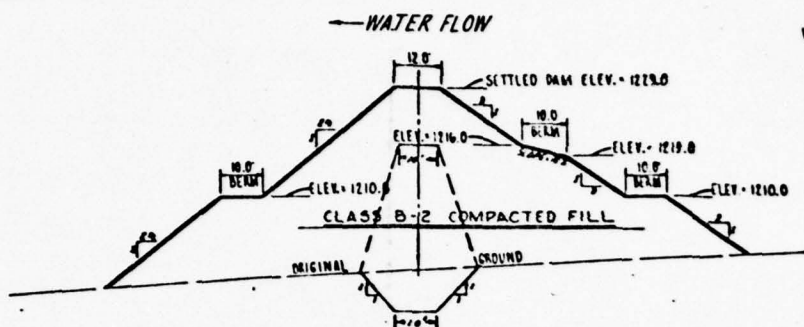 WATER FLOW
12.0'
SETTLED DAM ELEV. = 1229.0
10.0
BERM
ELEV. = 1216.0
ELEV. = 1219.0
10.0'
BERM
10.0'
BERM
ELEV. = 1210.0
ELEV. = 1210.0
CLASS B-2 COMPACTED FILL
ORIGINAL
GROUND